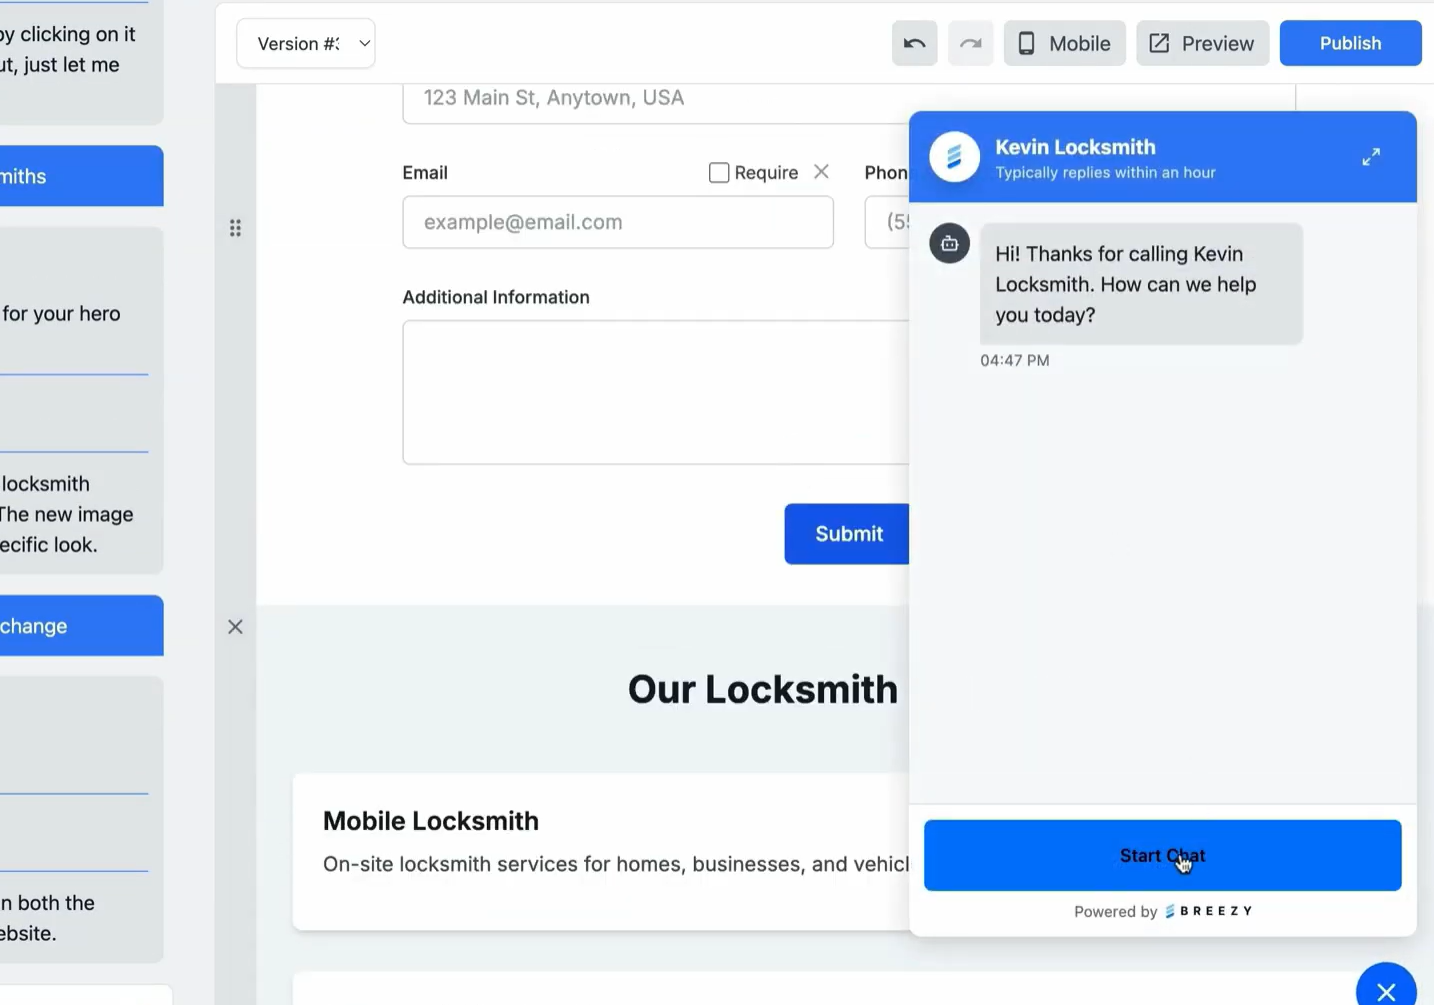 by clicking on it
ut, just let me
miths
for your hero
locksmith
The new image
ecific look.
change
n both the
ebsite.
Version #3
Mobile
Preview
Publish
123 Main St, Anytown, USA
Email
Require
Phon
example@email.com
(55
Additional Information
Submit
Our Locksmith
Mobile Locksmith
On-site locksmith services for homes, businesses, and vehicl
Kevin Locksmith
Typically replies within an hour
Hi! Thanks for calling Kevin
Locksmith. How can we help
you today?
04:47 PM
Start Chat
Powered by BREEZY